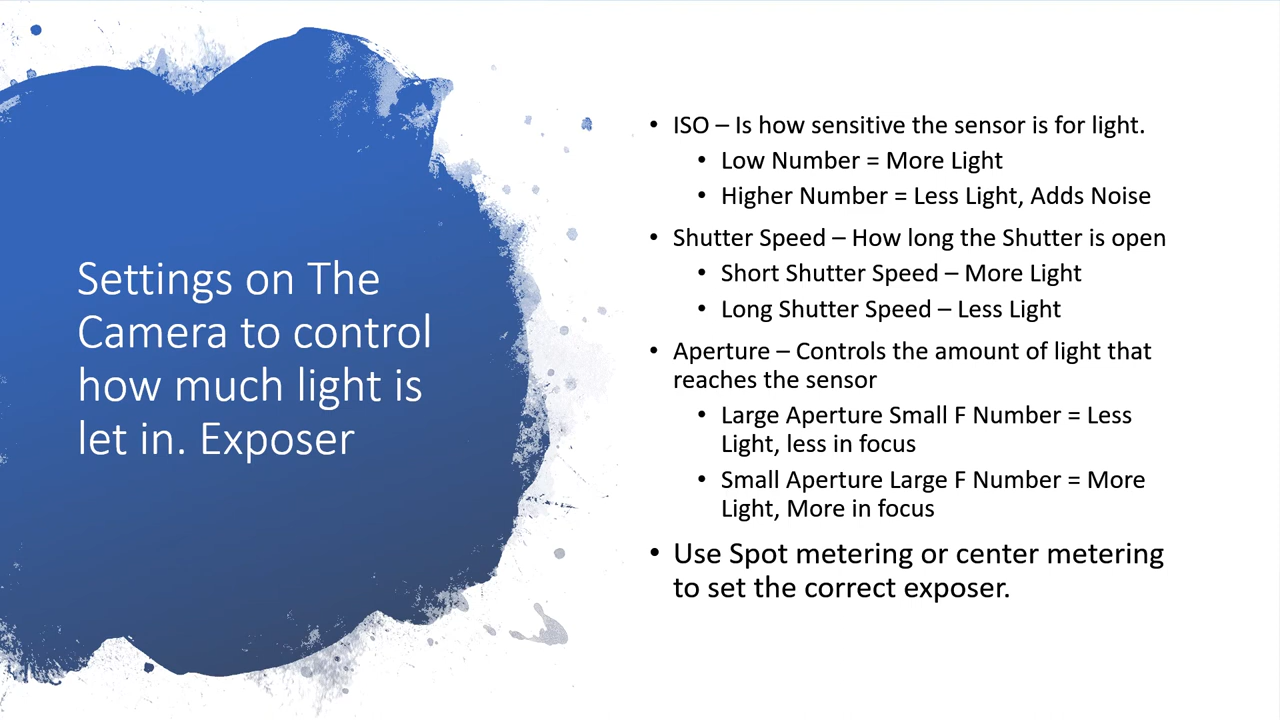 Settings on The
Camera to control
how much light is
let in. Exposer
• ISO – Is how sensitive the sensor is for light.
• Low Number = More Light
• Higher Number = Less Light, Adds Noise
• Shutter Speed – How long the Shutter is open
• Short Shutter Speed – More Light
• Long Shutter Speed – Less Light
• Aperture – Controls the amount of light that
reaches the sensor
• Large Aperture Small F Number = Less
Light, less in focus
• Small Aperture Large F Number = More
Light, More in focus
• Use Spot metering or center metering
to set the correct exposer.